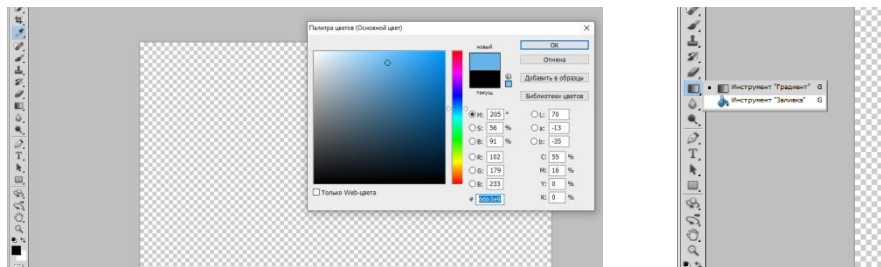 Палитра цветов (Основной цвет)
новый
текущ
OK
Отмена
Добавить в образцы
Библиотеки цветов
H: 205 °
S: 56 %
B: 91 %
R: 102
G: 179
B: 233
L: 70
a: -13
b: -35
C: 55 %
M: 16 %
Y: 0 %
K: 0 %
Только Web-цвета
# 66b3e9
T
Инструмент "Градиент" G
Инструмент "Заливка" G
T